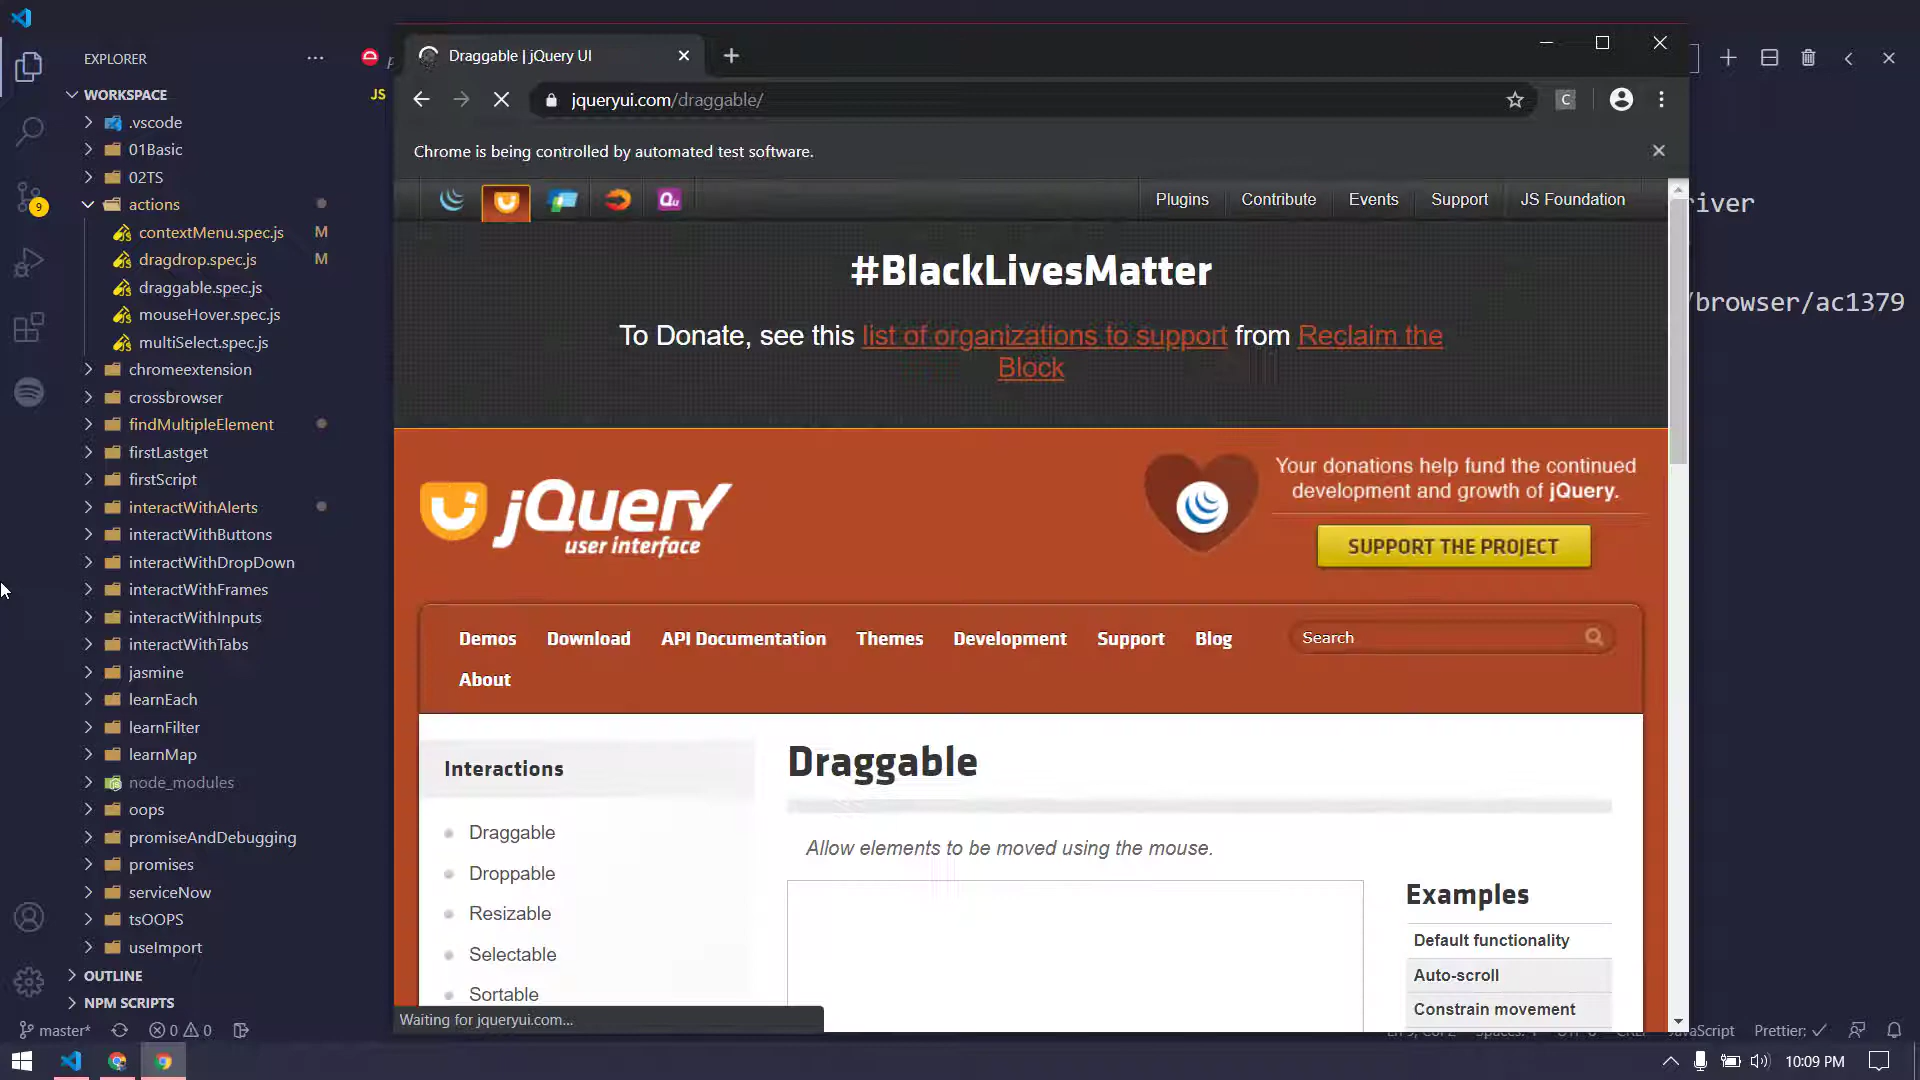 EXPLORER
WORKSPACE
.vscode
01Basic
02TS
actions
contextMenu.spec.js M
dragdrop.spec.js M
draggable.spec.js
mouseHover.spec.js
multiSelect.spec.js
chromeextension
crossbrowser
findMultipleElement
firstLastget
firstScript
interactWithAlerts
interactWithButtons
interactWithDropDown
interactWithFrames
interactWithInputs
interactWithTabs
jasmine
learnEach
learnFilter
learnMap
node_modules
oops
promiseAndDebugging
promises
serviceNow
tsOOPS
useImport
OUTLINE
NPM SCRIPTS
9
JS
Draggable | jQuery UI
jqueryui.com/draggable/
C
Chrome is being controlled by automated test software.
Qu
Plugins Contribute Events Support JS Foundation
#BlackLivesMatter
To Donate, see this list of organizations to support from Reclaim the
Block
jQuery
user interface
Your donations help fund the continued
development and growth of jQuery.
SUPPORT THE PROJECT
Demos Download API Documentation Themes Development Support Blog
Search
About
Interactions
Draggable
Droppable
Resizable
Selectable
Sortable
Draggable
Allow elements to be moved using the mouse.
Examples
Default functionality
Auto-scroll
Constrain movement
Waiting for jqueryui.com...
river
/browser/ac1379
master* 0 0
JavaScript Prettier:
10:09 PM